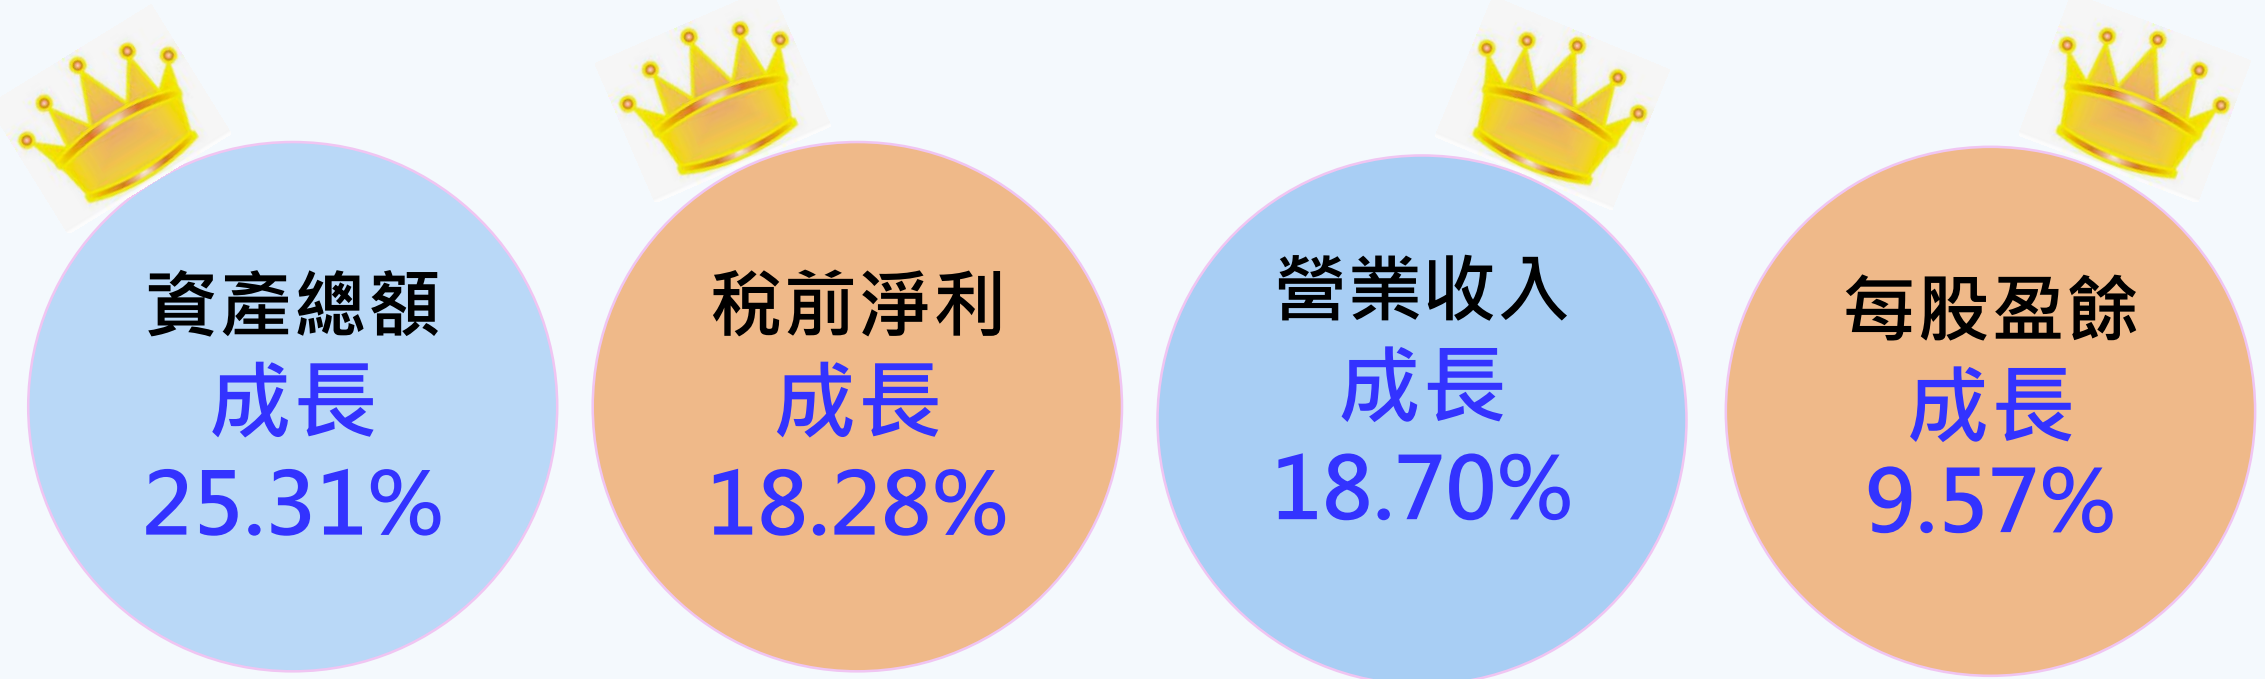 資產總額
成長
25.31%
稅前淨利
成長
18.28%
營業收入
成長
18.70%
每股盈餘
成長
9.57%